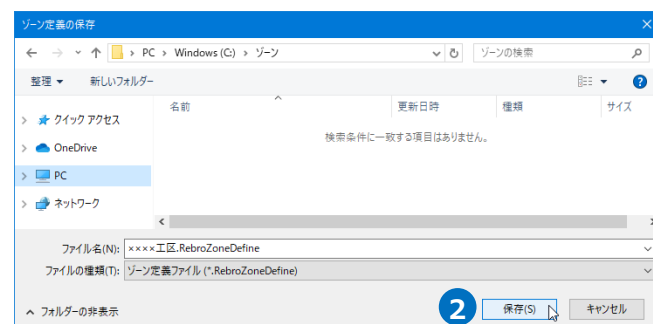 ゾーン定義の保存
PC > Windows (C:) > ゾーン
ゾーンの検索
整理 新しいフォルダー
名前 更新日時 種類 サイズ
検索条件に一致する項目はありません。
クイック アクセス
OneDrive
PC
ネットワーク
ファイル名(N): ××××工区.RebroZoneDefine
ファイルの種類(T): ゾーン定義ファイル (*.RebroZoneDefine)
フォルダーの非表示
2 保存(S) キャンセル